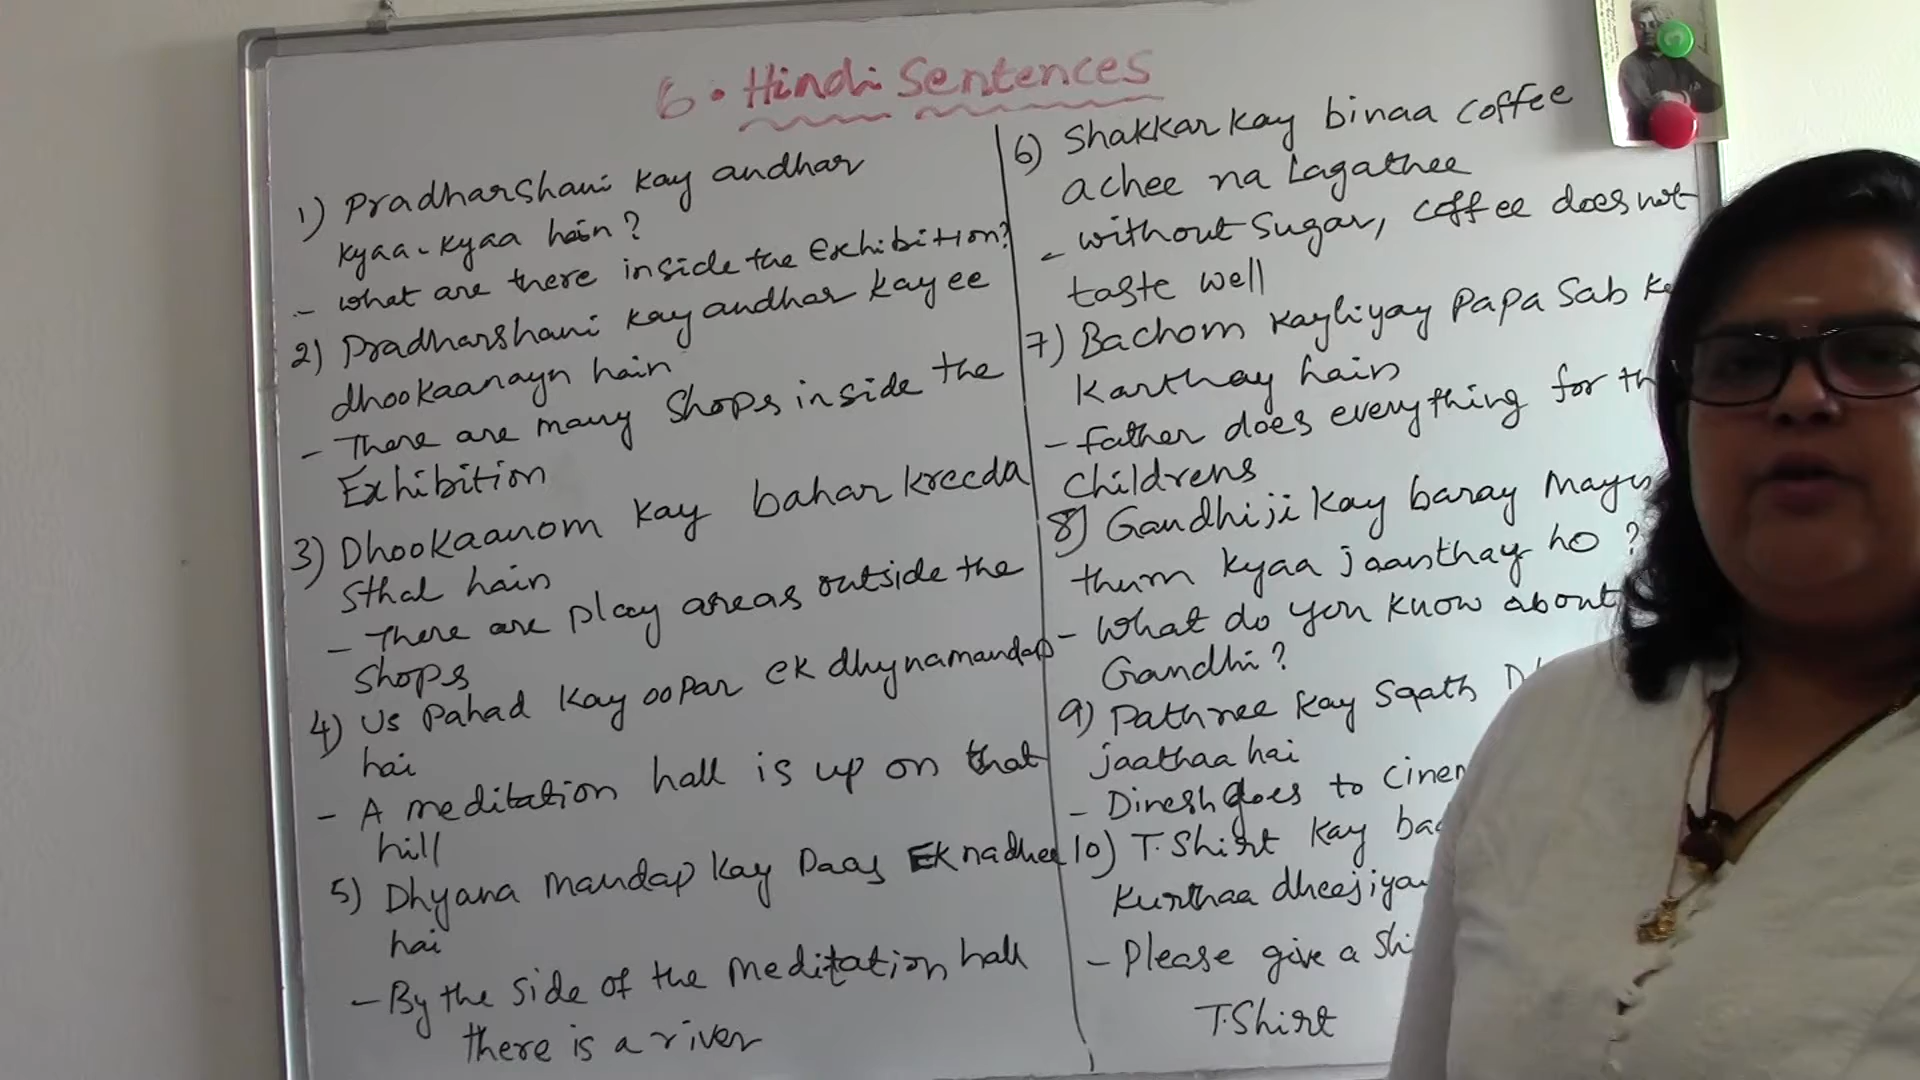 6. Hindi Sentences
1) Pradharshani kay andhar
kyaa-kyaa hain?
- what are there inside the Exhibition?
2) Pradharshani kay andhar kayee
dhookaanayn hain
- There are many Shops inside the
Exhibition
3) Dhookaanom kay bahar kreeda
Sthal hain
- There are play areas outside the
shops
4) Us Pahad kay oopar ek dhynamandap
hai
- A meditation hall is up on that
hill
5) Dhyana mandap kay Paas EK nadhee
hai
- By the side of the meditation hall
there is a river
6) Shakkar kay binaa coffee
achee na Lagathee
- without Sugar, coffee does not
taste well
7) Bachom kayliyay Papa Sab
Karthay hain
- father does everything for
Childrens
8) Gandhiji kay baray
thum kyaa jaanthay ho ?
- What do you know about
Gandhi?
9) Pathnee kay Saath
jaathaa hai
- Dinesh goes to
10) T.Shirt kay
kurthaa
- Please give a
T.Shirt